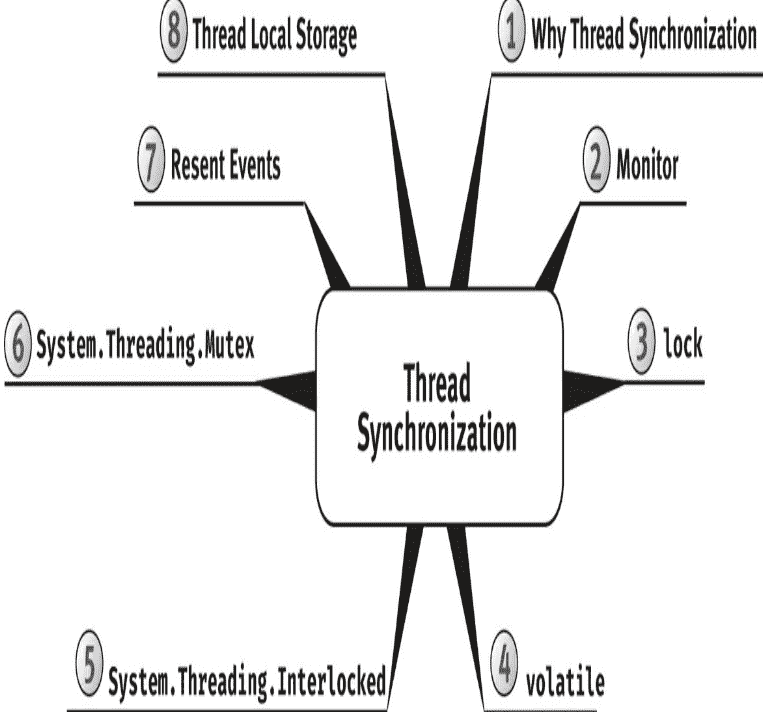 8 Thread Local Storage
1 Why Thread Synchronization
7 Resent Events
2 Monitor
6 System.Threading.Mutex
3 lock
Thread
Synchronization
5 System.Threading.Interlocked
4 volatile